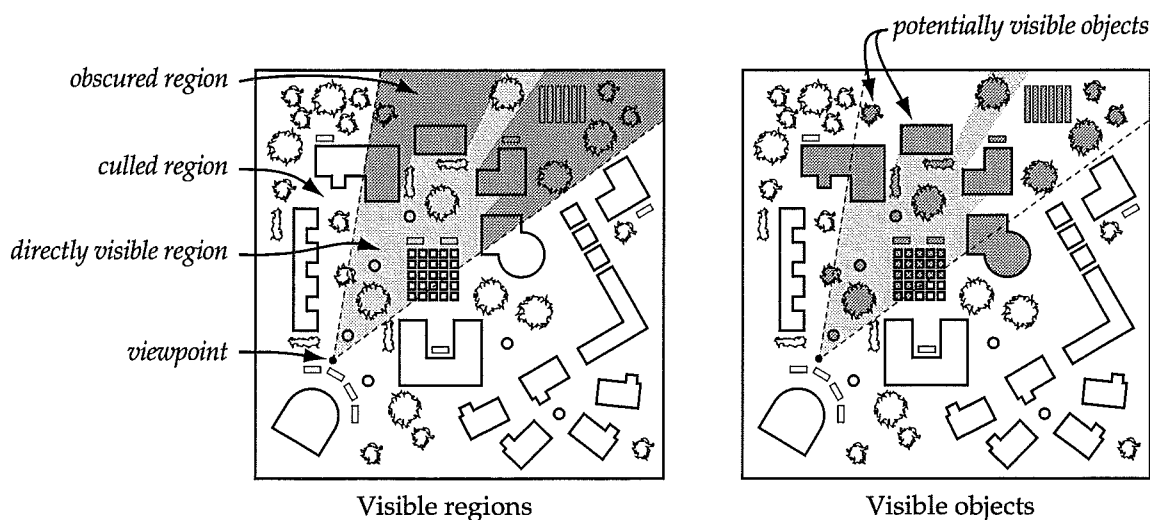 potentially visible objects
obscured region
culled region
directly visible region
viewpoint
Visible regions
Visible objects